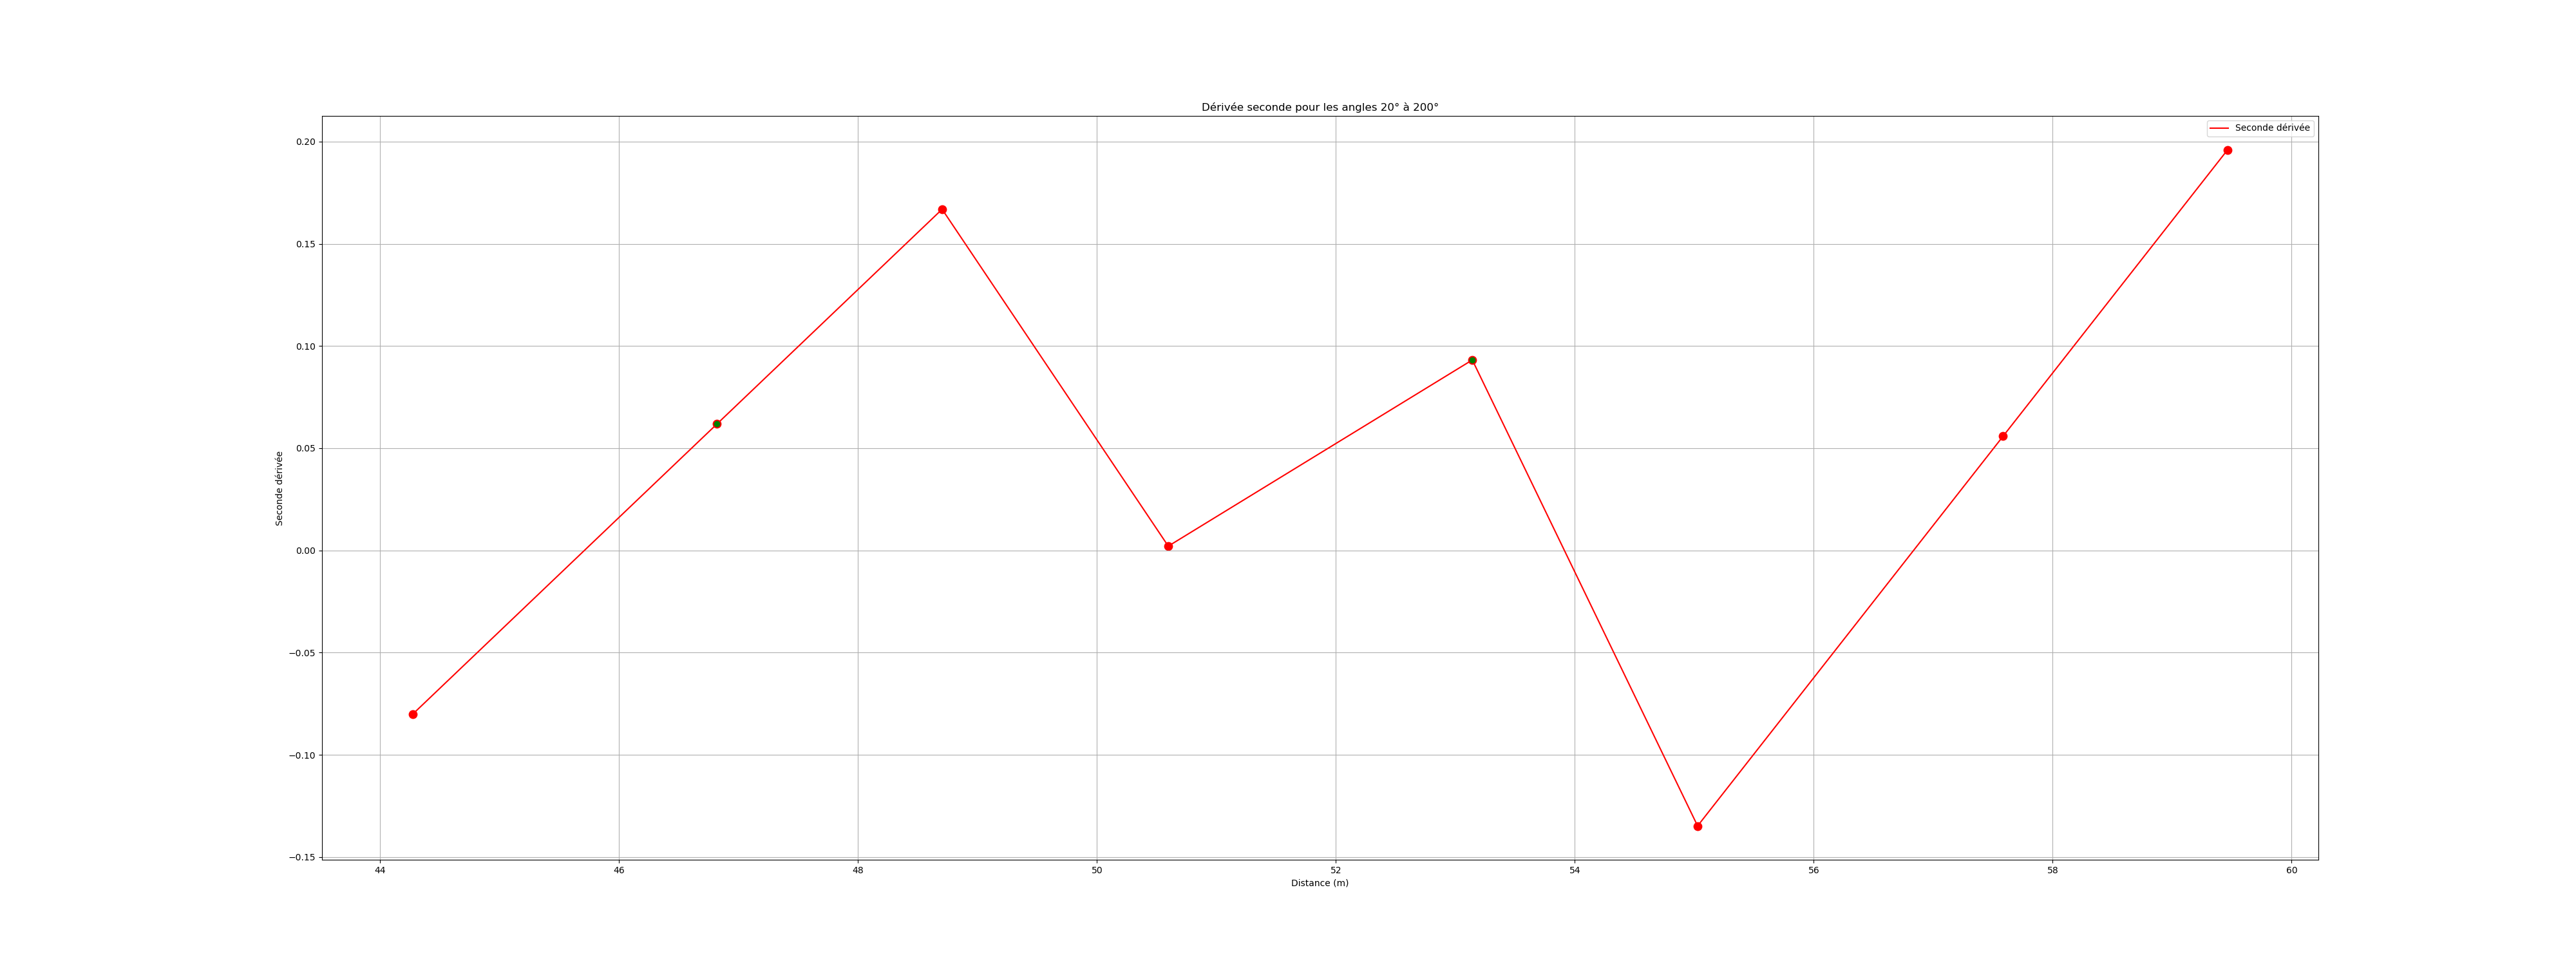 Dérivée seconde pour les angles 20° à 200°
Seconde dérivée
0.20
0.15
0.10
0.05
0.00
−0.05
−0.10
−0.15
Seconde dérivée
44 46 48 50 52 54 56 58 60
Distance (m)